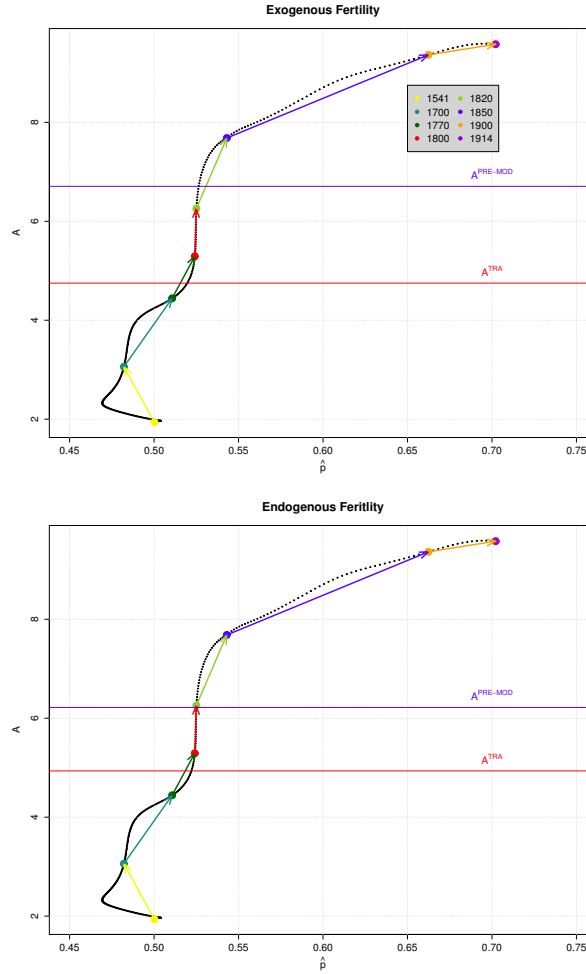 Exogenous Fertility
A
8
6
4
2
1541 1820
1700 1850
1770 1900
1800 1914
A^PRE−MOD
A^TRA
0.45 0.50 0.55 0.60 0.65 0.70 0.75
p̂
Endogenous Feritlity
A
8
6
4
2
A^PRE−MOD
A^TRA
0.45 0.50 0.55 0.60 0.65 0.70 0.75
p̂